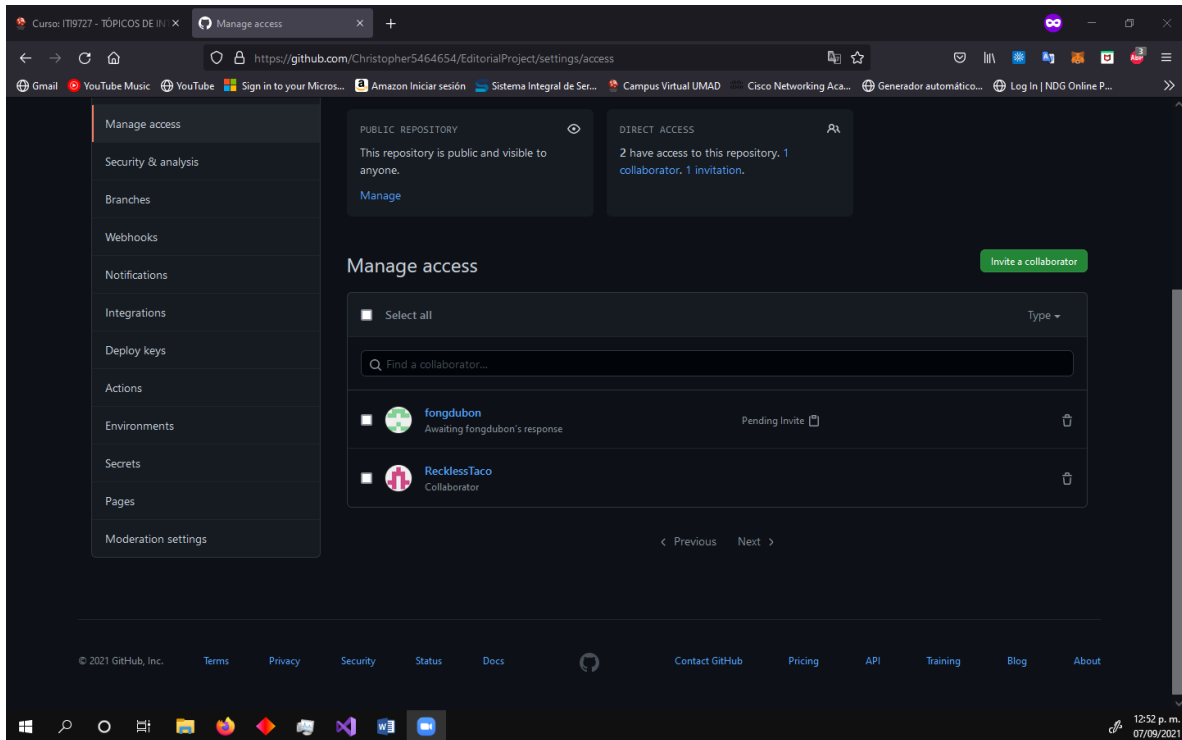 Curso: ITI9727 - TÓPICOS DE IN
Manage access
https://github.com/Christopher5464654/EditorialProject/settings/access
3
Gmail YouTube Music YouTube Sign in to your Micros... Amazon Iniciar sesión Sistema Integral de Ser... Campus Virtual UMAD Cisco Networking Aca... Generador automático... Log In | NDG Online P...
Manage access
Security & analysis
Branches
Webhooks
Notifications
Integrations
Deploy keys
Actions
Environments
Secrets
Pages
Moderation settings
PUBLIC REPOSITORY
This repository is public and visible to
anyone.
Manage
DIRECT ACCESS
2 have access to this repository. 1
collaborator. 1 invitation.
Manage access
Invite a collaborator
Select all
Type
Find a collaborator...
fongdubon
Awaiting fongdubon's response
Pending Invite
RecklessTaco
Collaborator
Previous Next
© 2021 GitHub, Inc. Terms Privacy Security Status Docs Contact GitHub Pricing API Training Blog About
12:52 p. m.
07/09/2021